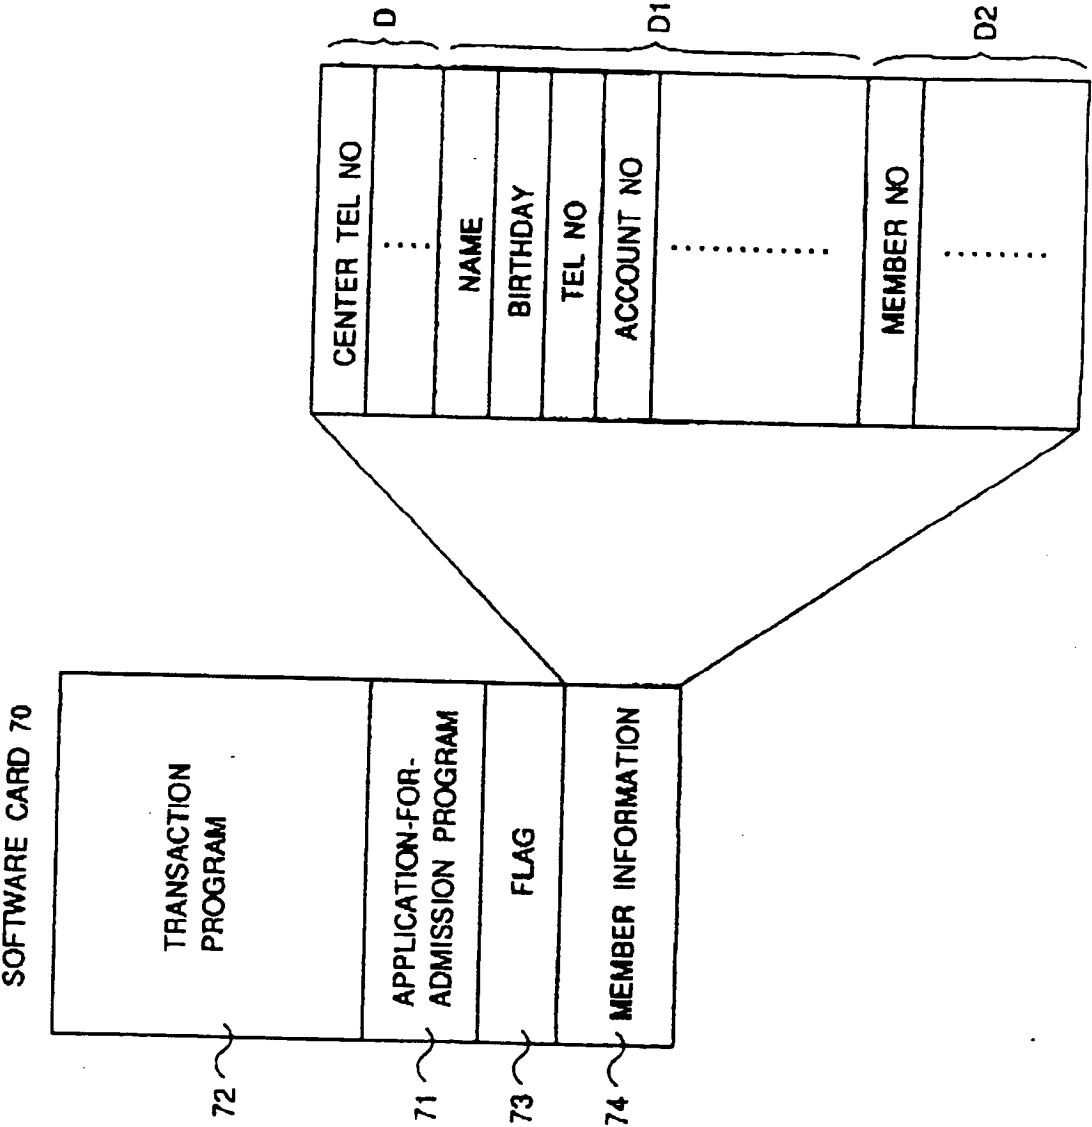 SOFTWARE CARD 70
72
TRANSACTION
PROGRAM
71
APPLICATION-FOR-
ADMISSION PROGRAM
73
FLAG
74
MEMBER INFORMATION
CENTER TEL NO
.....
D
NAME
BIRTHDAY
TEL NO
ACCOUNT NO
............
D1
MEMBER NO
........
D2